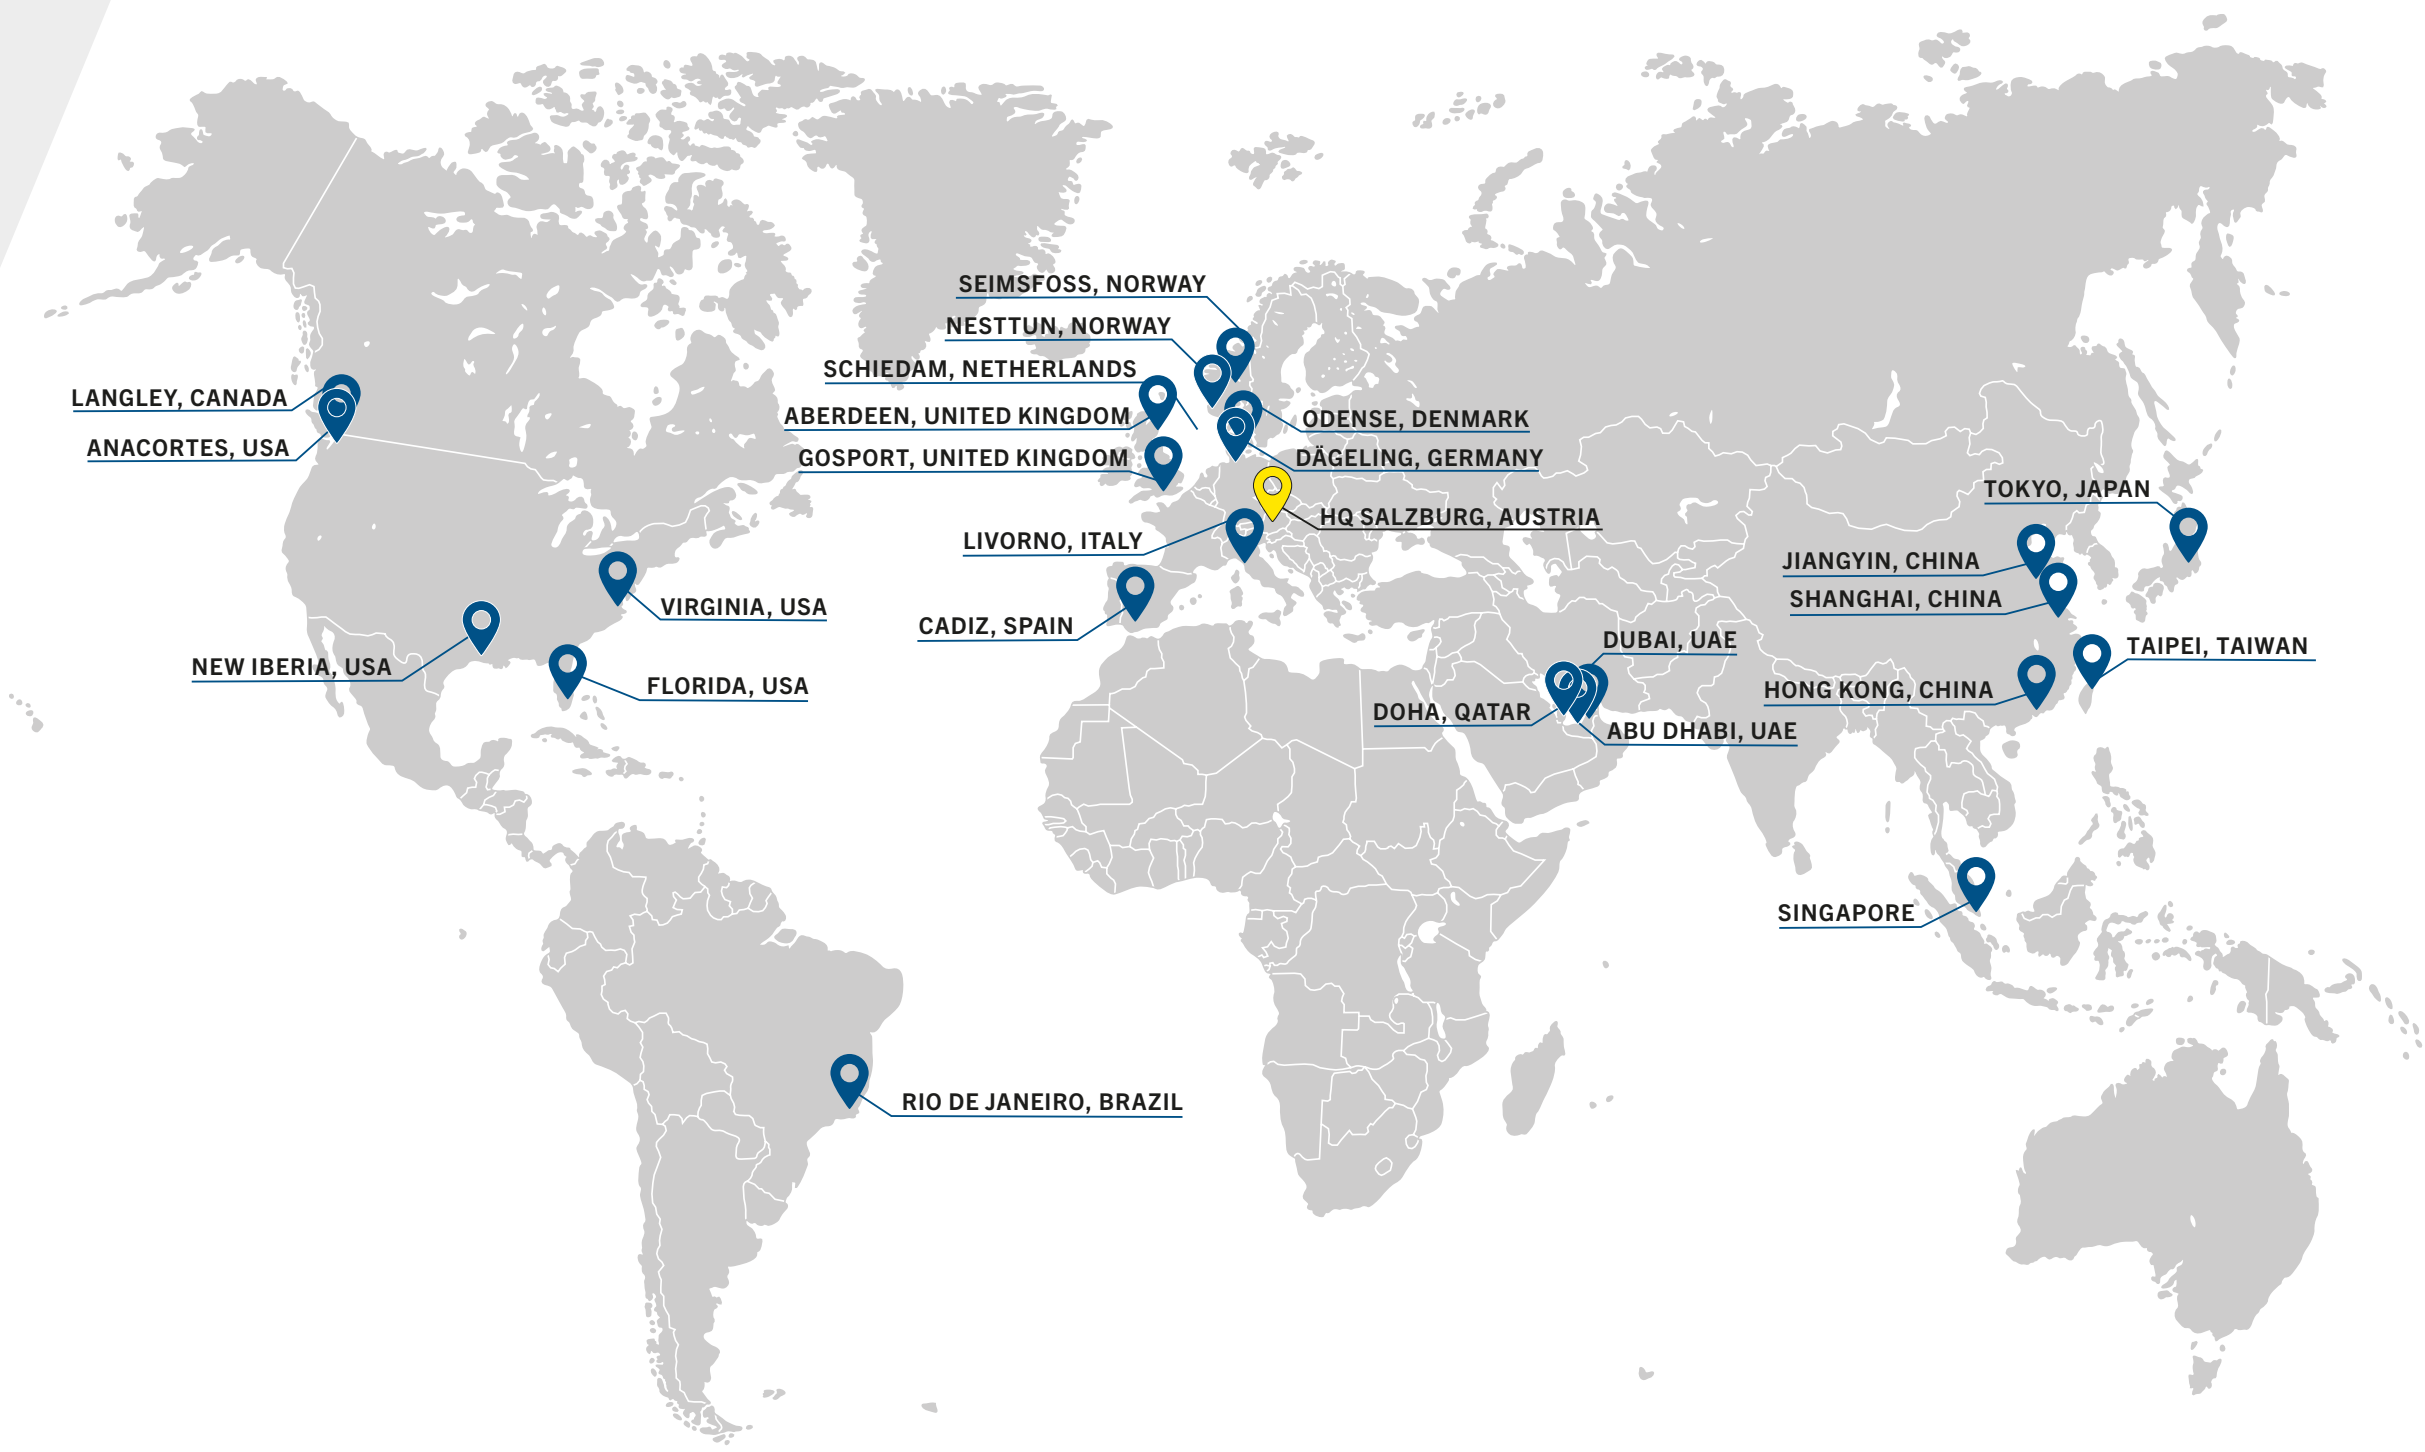 SEIMSFOSS, NORWAY
NESTTUN, NORWAY
SCHIEDAM, NETHERLANDS
LANGLEY, CANADA
ABERDEEN, UNITED KINGDOM
ODENSE, DENMARK
ANACORTES, USA
GOSPORT, UNITED KINGDOM
DÄGELING, GERMANY
TOKYO, JAPAN
HQ SALZBURG, AUSTRIA
LIVORNO, ITALY
JIANGYIN, CHINA
SHANGHAI, CHINA
VIRGINIA, USA
CADIZ, SPAIN
DUBAI, UAE
TAIPEI, TAIWAN
NEW IBERIA, USA
FLORIDA, USA
HONG KONG, CHINA
DOHA, QATAR
ABU DHABI, UAE
SINGAPORE
RIO DE JANEIRO, BRAZIL